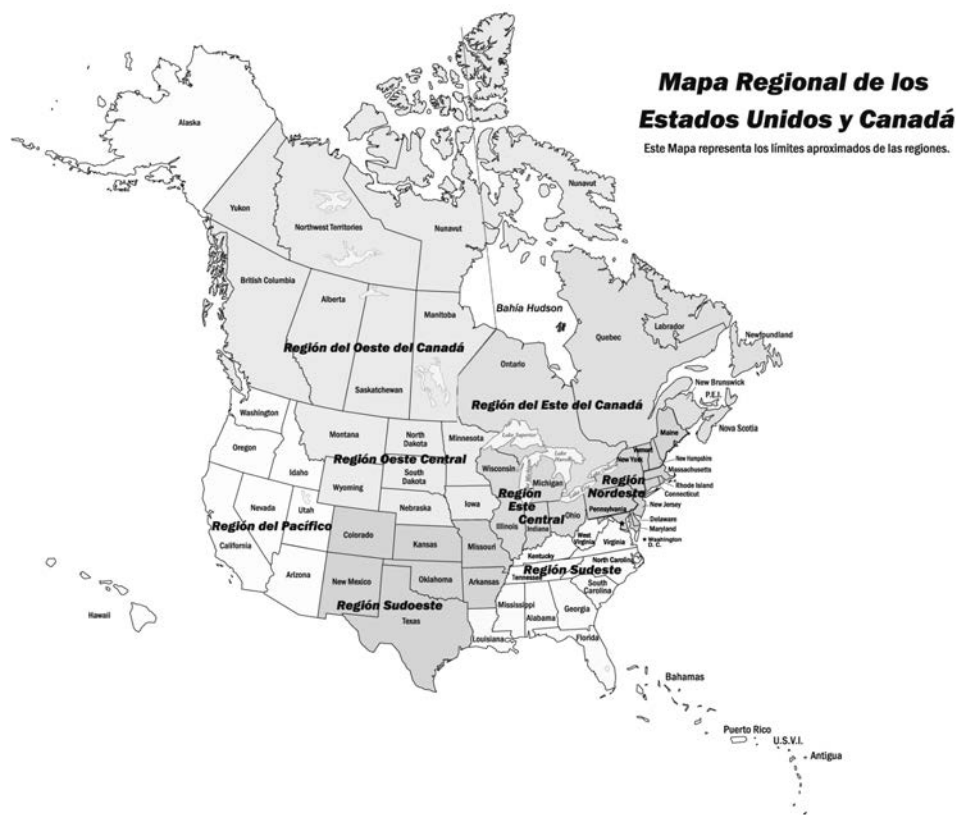 Mapa Regional de los
Estados Unidos y Canadá
Este Mapa representa los límites aproximados de las regiones.
Alaska
Yukon
Northwest Territories
Nunavut
Nunavut
British Columbia
Alberta
Manitoba
Bahía Hudson
Quebec
Labrador
Newfoundland
Región del Oeste del Canadá
Saskatchewan
Ontario
Región del Este del Canadá
New Brunswick
P.E.I.
Nova Scotia
Washington
Montana
North
Dakota
Minnesota
Lake Superior
Maine
Vermont
New Hampshire
Massachusetta
Rhode Island
Connecticut
New Jersey
Oregon
Idaho
Región Oeste Central
South
Dakota
Wisconsin
Michigan
Lake
New York
Región
Nordeste
Wyoming
Nevada
Utah
Nebraska
Iowa
Región
Este
Central
Illinois
Indiana
Ohio
Pennsylvania
Delaware
Maryland
Washington
D. C.
Región del Pacífico
California
Colorado
Kansas
Missouri
West
Virginia
Virginia
Kentucky
Arizona
New Mexico
Oklahoma
Arkansas
Tennessee
North Carolina
Región Sudeste
South
Carolina
Región Sudoeste
Texas
Mississippi
Alabama
Georgia
Louisiana
Florida
Hawaii
Bahamas
Puerto Rico
U.S.V.I.
Antigua